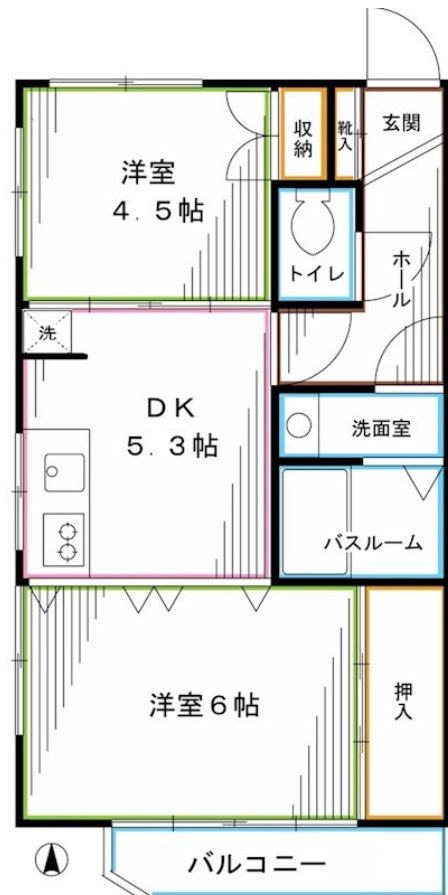 玄関
靴入
収納
洋室
4.5帖
トイレ
ホール
洗
DK
5.3帖
洗面室
バスルーム
洋室6帖
押入
バルコニー